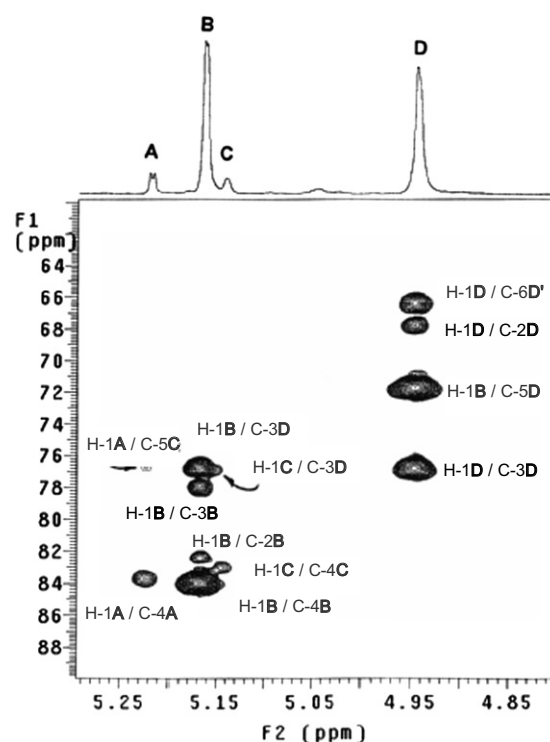 B
D
A
C
F1
(ppm)
64
H-1D / C-6D'
66
H-1D / C-2D
68
70
H-1B / C-5D
72
74
H-1B / C-3D
H-1A / C-5C
76
H-1C / C-3D
H-1D / C-3D
78
H-1B / C-3B
80
H-1B / C-2B
82
H-1C / C-4C
84
H-1A / C-4A
H-1B / C-4B
86
88
5.25 5.15 5.05 4.95 4.85
F2 (ppm)